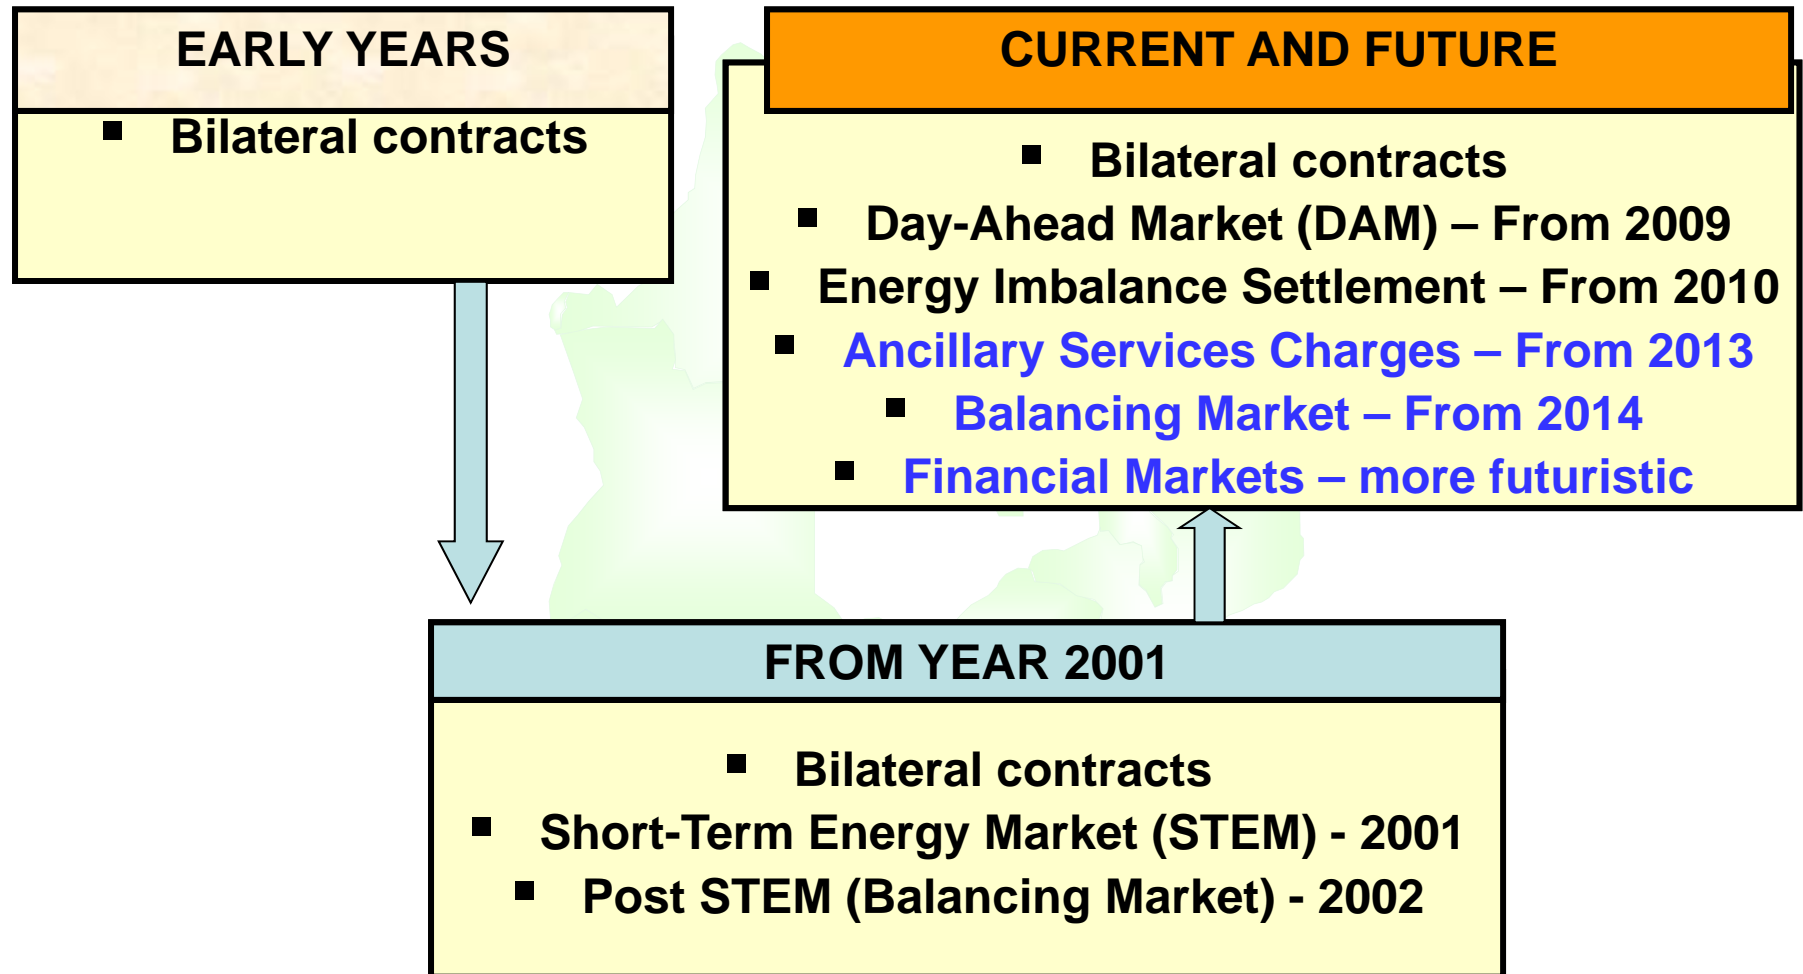 EARLY YEARS
▪ Bilateral contracts
CURRENT AND FUTURE
▪ Bilateral contracts
▪ Day-Ahead Market (DAM) – From 2009
▪ Energy Imbalance Settlement – From 2010
▪ Ancillary Services Charges – From 2013
▪ Balancing Market – From 2014
▪ Financial Markets – more futuristic
FROM YEAR 2001
▪ Bilateral contracts
▪ Short-Term Energy Market (STEM) - 2001
▪ Post STEM (Balancing Market) - 2002